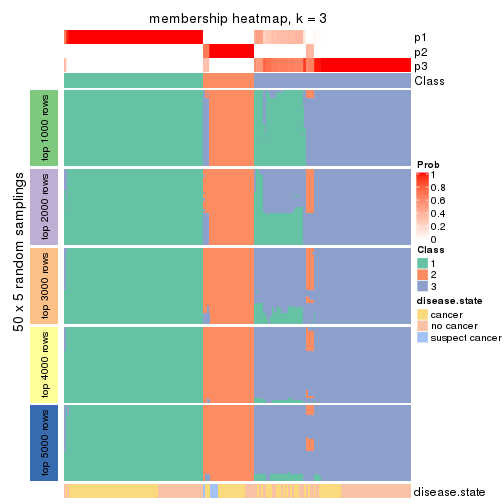 membership heatmap, k = 3
p1
p2
p3
Class
50 x 5 random samplings
top 1000 rows
top 2000 rows
top 3000 rows
top 4000 rows
top 5000 rows
Prob
1
0.8
0.6
0.4
0.2
0
Class
1
2
3
disease.state
cancer
no cancer
suspect cancer
disease.state